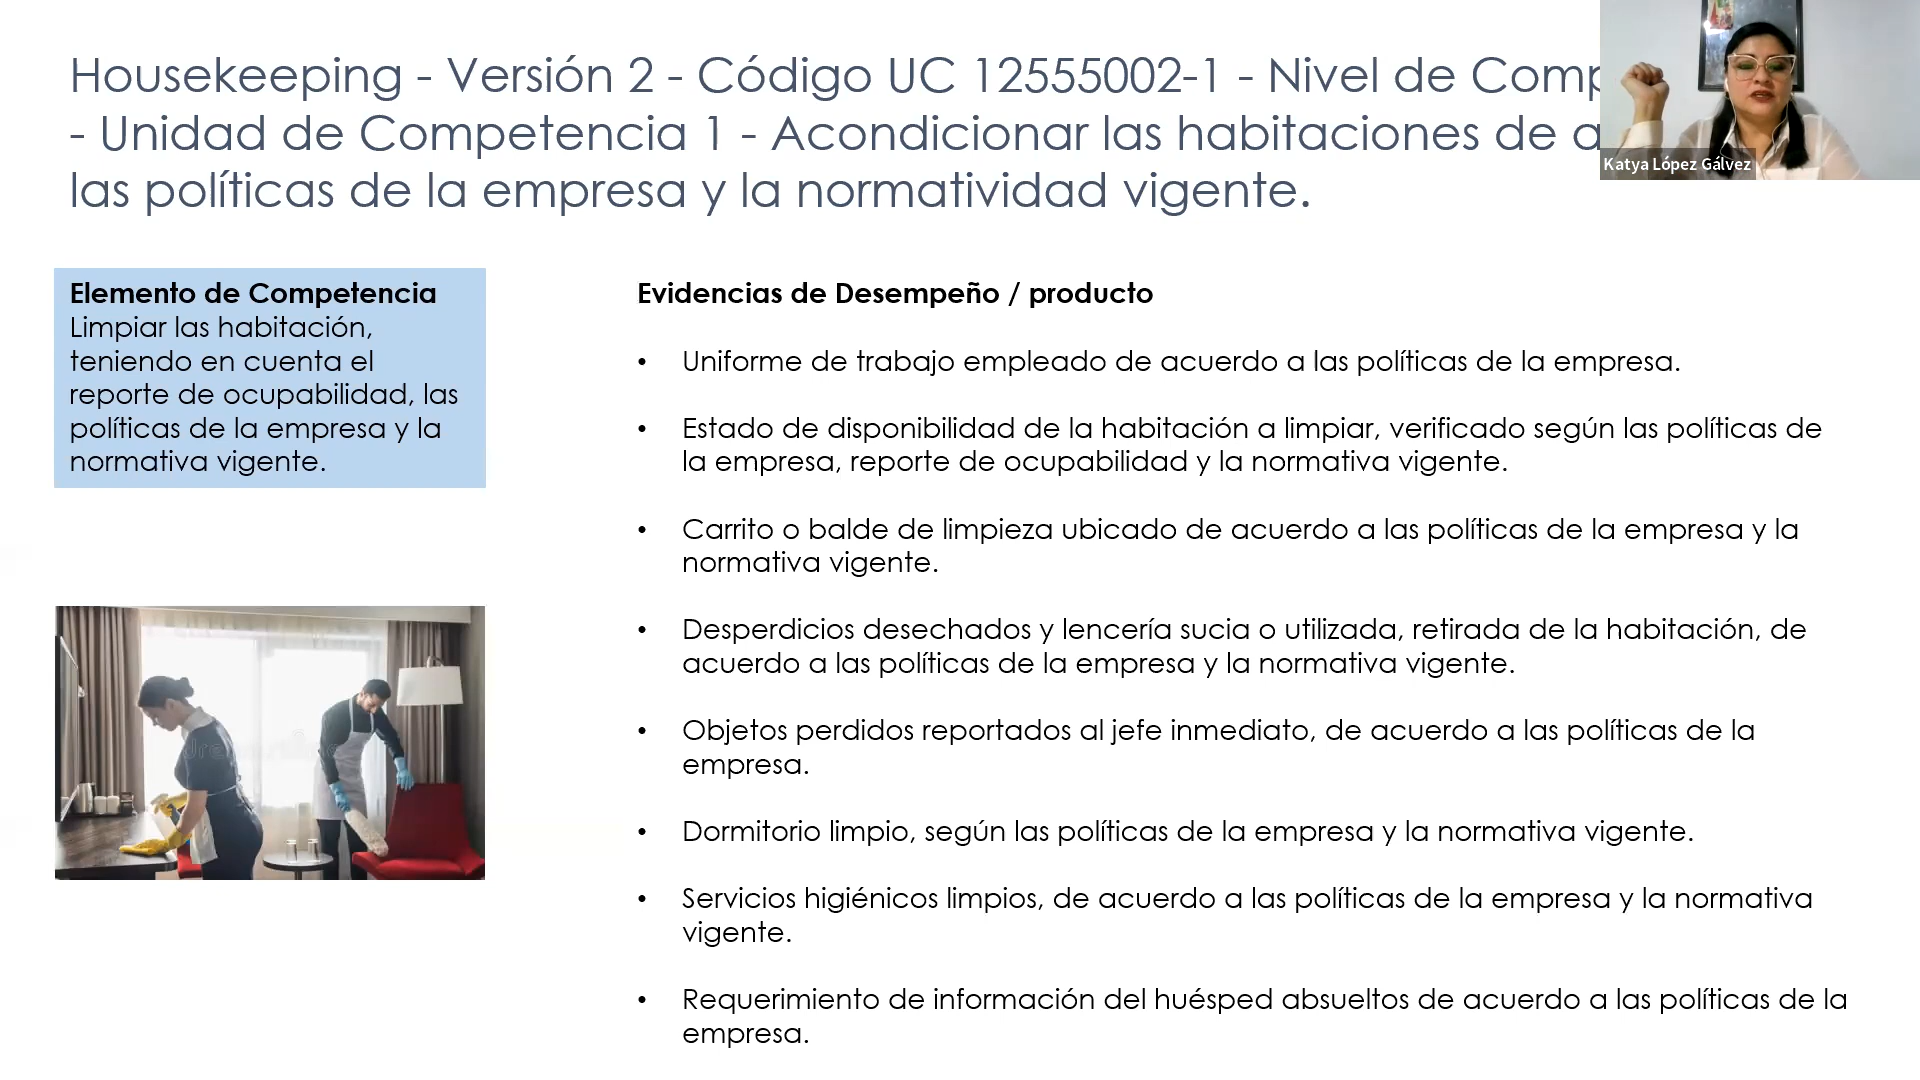 Housekeeping - Versión 2 - Código UC 12555002-1 - Nivel de
- Unidad de Competencia 1 - Acondicionar las habitaciones de
las políticas de la empresa y la normatividad vigente.
Katya López Gálvez
Elemento de Competencia
Limpiar las habitación,
teniendo en cuenta el
reporte de ocupabilidad, las
políticas de la empresa y la
normativa vigente.
Evidencias de Desempeño / producto
• Uniforme de trabajo empleado de acuerdo a las políticas de la empresa.
• Estado de disponibilidad de la habitación a limpiar, verificado según las políticas de
la empresa, reporte de ocupabilidad y la normativa vigente.
• Carrito o balde de limpieza ubicado de acuerdo a las políticas de la empresa y la
normativa vigente.
• Desperdicios desechados y lencería sucia o utilizada, retirada de la habitación, de
acuerdo a las políticas de la empresa y la normativa vigente.
• Objetos perdidos reportados al jefe inmediato, de acuerdo a las políticas de la
empresa.
• Dormitorio limpio, según las políticas de la empresa y la normativa vigente.
• Servicios higiénicos limpios, de acuerdo a las políticas de la empresa y la normativa
vigente.
• Requerimiento de información del huésped absueltos de acuerdo a las políticas de la
empresa.